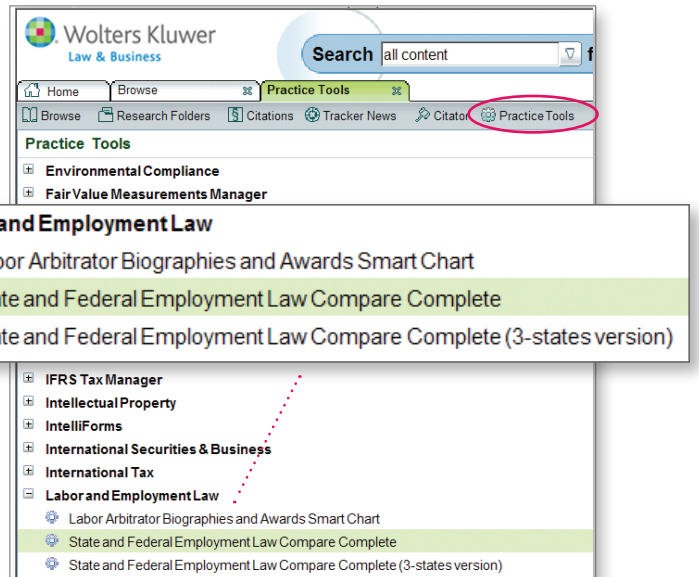 Wolters Kluwer
Law & Business
Search all content
Home Browse Practice Tools
Browse Research Folders Citations Tracker News Citator Practice Tools
Practice Tools
Environmental Compliance
Fair Value Measurements Manager
and Employment Law
Arbitrator Biographies and Awards Smart Chart
and Federal Employment Law Compare Complete
and Federal Employment Law Compare Complete (3-states version)
IFRS Tax Manager
Intellectual Property
IntelliForms
International Securities & Business
International Tax
Labor and Employment Law
Labor Arbitrator Biographies and Awards Smart Chart
State and Federal Employment Law Compare Complete
State and Federal Employment Law Compare Complete (3-states version)